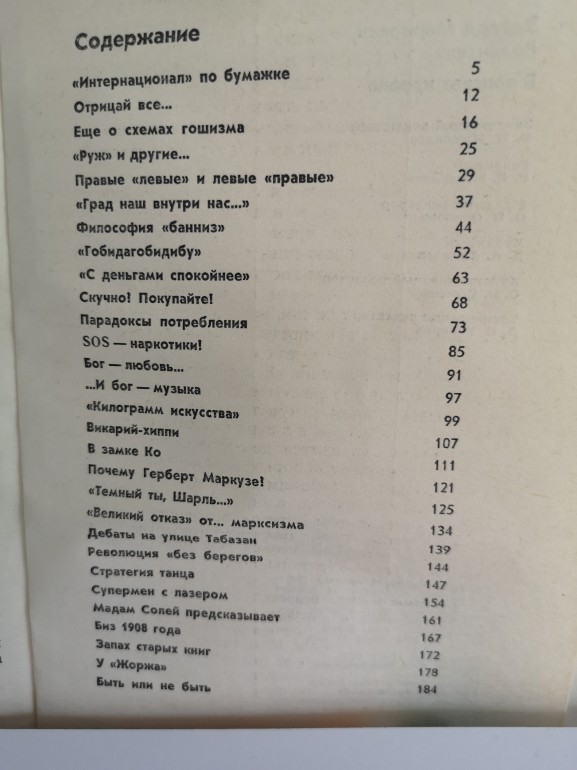 Содержание
«Интернационал» по бумажке 5
Отрицай все... 12
Еще о схемах гошизма 16
«Руж» и другие... 25
Правые «левые» и левые «правые» 29
«Град наш внутри нас...» 37
Философия «банниз» 44
«Гобидагобидибу» 52
«С деньгами спокойнее» 63
Скучно! Покупайте! 68
Парадоксы потребления 73
SOS — наркотики! 85
Бог — любовь... 91
...И бог — музыка 97
«Килограмм искусства» 99
Викарий-хиппи 107
В замке Ко 111
Почему Герберт Маркузе! 121
«Темный ты, Шарль...» 125
«Великий отказ» от... марксизма 134
Дебаты на улице Табазан 139
Революция «без берегов» 144
Стратегия танца 147
Супермен с лазером 154
Мадам Солей предсказывает 161
Биз 1908 года 167
Запах старых книг 172
У «Жоржа» 178
Быть или не быть 184